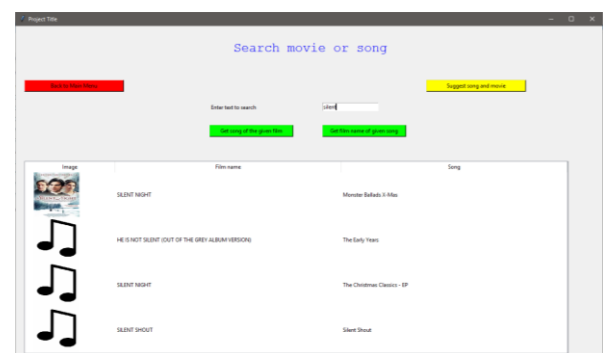 Project Title
Search movie or song
Back to Main Menu
Suggest song and movie
Enter text to search
silent
Get song of the given film
Get film name of given song
Image Film name Song
SILENT NIGHT Monster Ballads X-Mas
HE IS NOT SILENT (OUT OF THE GREY ALBUM VERSION) The Early Years
SILENT NIGHT The Christmas Classics - EP
SILENT SHOUT Silent Shout